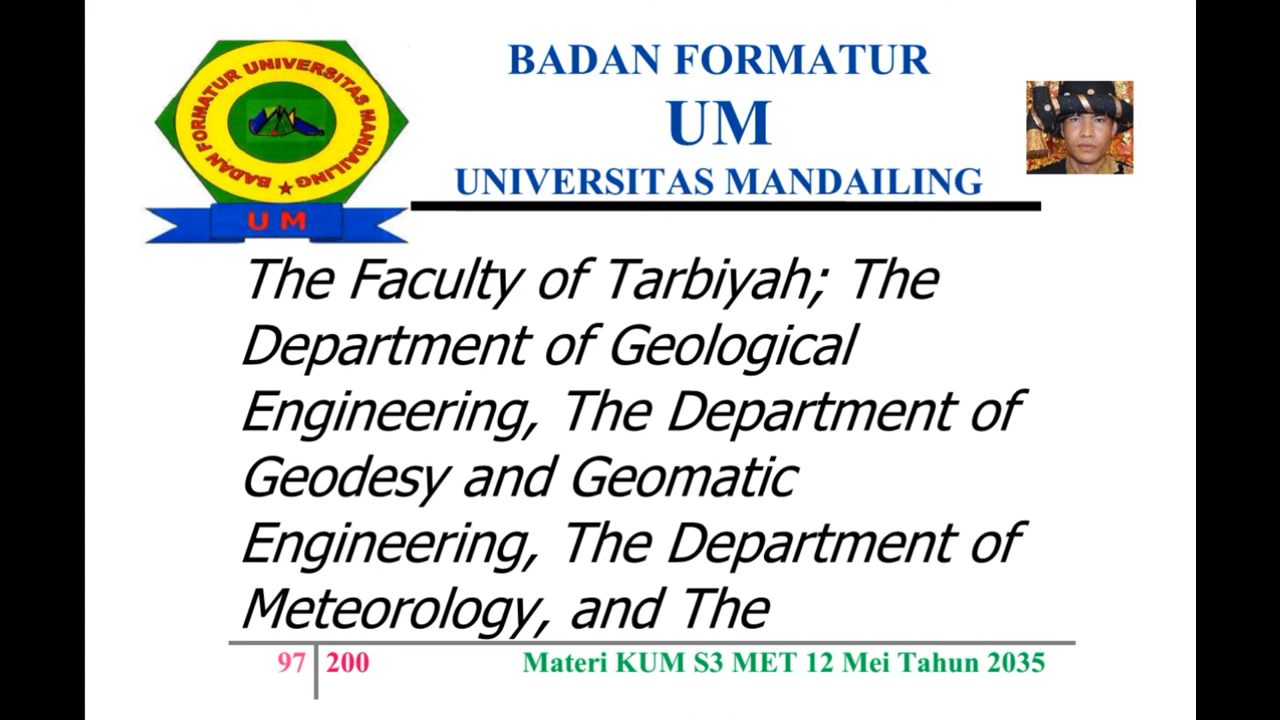 BADAN FORMATUR UNIVERSITAS MANDAILING
U M
BADAN FORMATUR
UM
UNIVERSITAS MANDAILING
The Faculty of Tarbiyah; The
Department of Geological
Engineering, The Department of
Geodesy and Geomatic
Engineering, The Department of
Meteorology, and The
97 200 Materi KUM S3 MET 12 Mei Tahun 2035